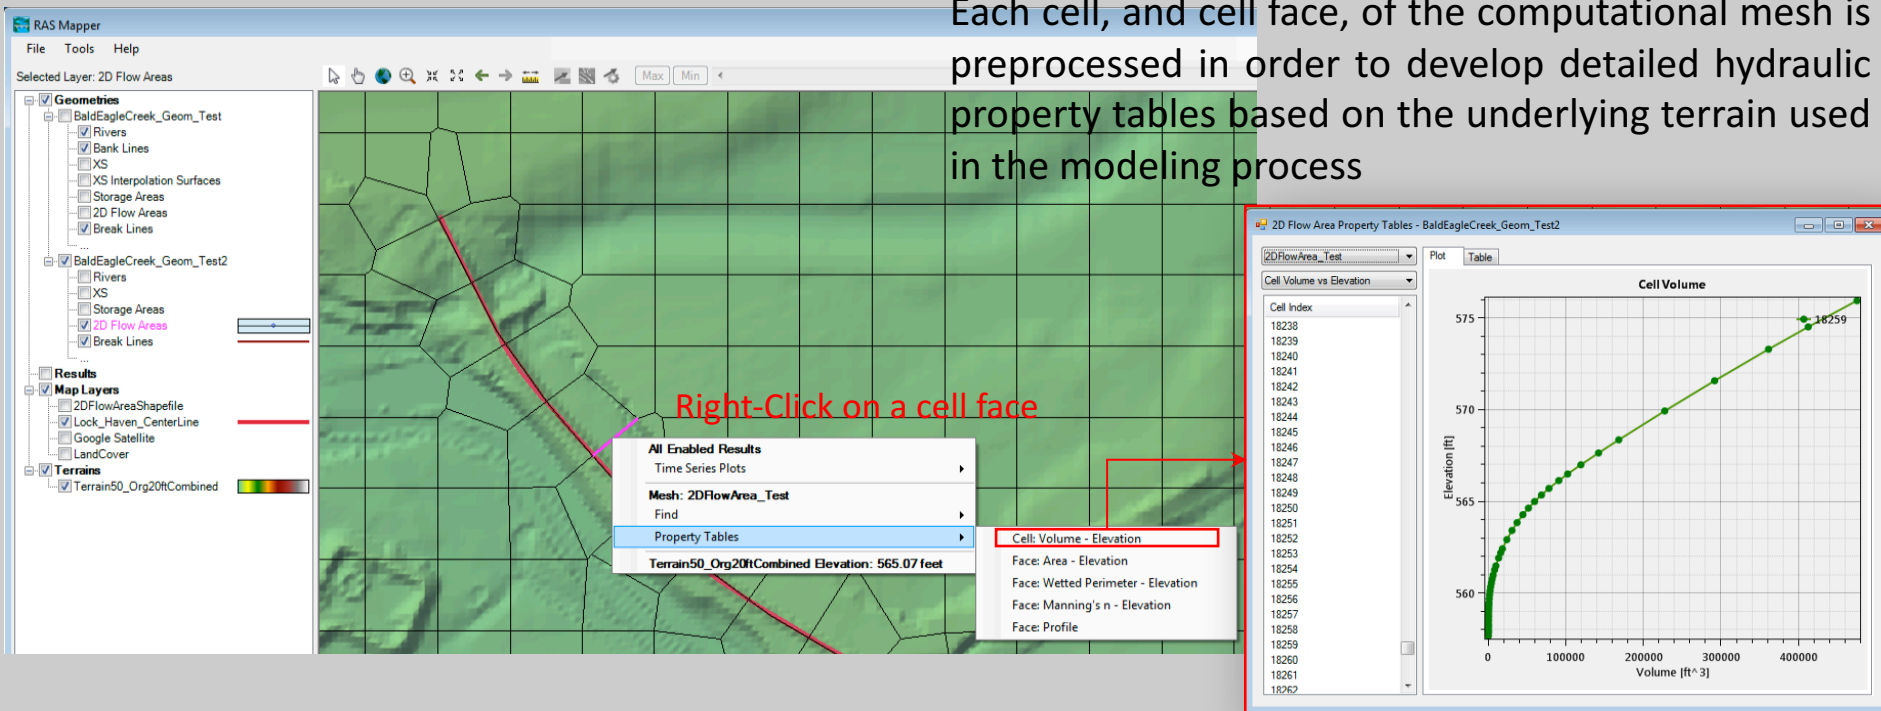 Each cell, and cell face, of the computational mesh is
preprocessed in order to develop detailed hydraulic
property tables based on the underlying terrain used
in the modeling process
RAS Mapper
File Tools Help
Selected Layer: 2D Flow Areas
Max Min
Geometries
BaldEagleCreek_Geom_Test
Rivers
Bank Lines
XS
XS Interpolation Surfaces
Storage Areas
2D Flow Areas
Break Lines
...
BaldEagleCreek_Geom_Test2
Rivers
XS
Storage Areas
2D Flow Areas
Break Lines
...
Results
Map Layers
2DFlowAreaShapefile
Lock_Haven_CenterLine
Google Satellite
LandCover
Terrains
Terrain50_Org20ftCombined
Right-Click on a cell face
All Enabled Results
Time Series Plots
Mesh: 2DFlowArea_Test
Find
Property Tables
Terrain50_Org20ftCombined Elevation: 565.07 feet
Cell: Volume - Elevation
Face: Area - Elevation
Face: Wetted Perimeter - Elevation
Face: Manning's n - Elevation
Face: Profile
2D Flow Area Property Tables - BaldEagleCreek_Geom_Test2
2DFlowArea_Test
Cell Volume vs Elevation
Cell Index
18238
18239
18240
18241
18242
18243
18244
18245
18246
18247
18248
18249
18250
18251
18252
18253
18254
18255
18256
18257
18258
18259
18260
18261
18262
Plot Table
Cell Volume
18259
575
570
565
560
Elevation [ft]
0 100000 200000 300000 400000
Volume [ft^3]